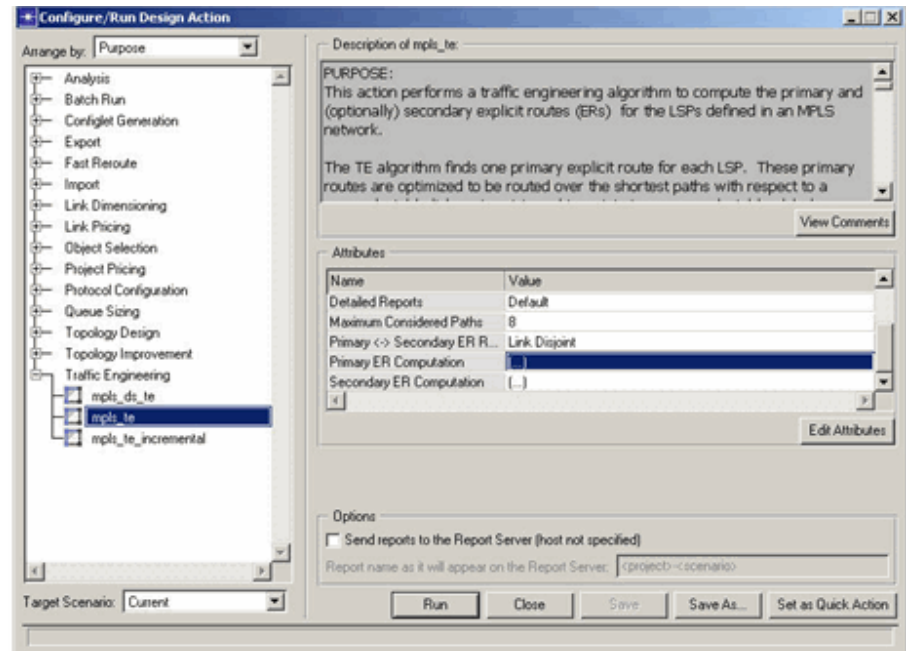 Configure/Run Design Action
Arrange by: Purpose
Analysis
Batch Run
Configlet Generation
Export
Fast Reroute
Import
Link Dimensioning
Link Pricing
Object Selection
Project Pricing
Protocol Configuration
Queue Sizing
Topology Design
Topology Improvement
Traffic Engineering
mpls_ds_te
mpls_te
mpls_te_incremental
Target Scenario: Current
Description of mpls_te:
PURPOSE:
This action performs a traffic engineering algorithm to compute the primary and
(optionally) secondary explicit routes (ERs) for the LSPs defined in an MPLS
network.
The TE algorithm finds one primary explicit route for each LSP. These primary
routes are optimized to be routed over the shortest paths with respect to a
View Comments
Attributes
Name Value
Detailed Reports Default
Maximum Considered Paths 8
Primary <-> Secondary ER R... Link Disjoint
Primary ER Computation (...)
Secondary ER Computation (...)
Edit Attributes
Options
Send reports to the Report Server (host not specified)
Report name as it will appear on the Report Server: <project>-<scenario>
Run Close Save Save As... Set as Quick Action